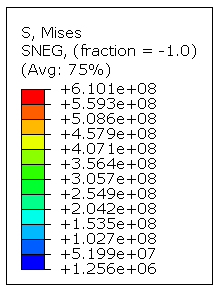 S, Mises
SNEG, (fraction = -1.0)
(Avg: 75%)
+6.101e+08
+5.593e+08
+5.086e+08
+4.579e+08
+4.071e+08
+3.564e+08
+3.057e+08
+2.549e+08
+2.042e+08
+1.535e+08
+1.027e+08
+5.199e+07
+1.256e+06